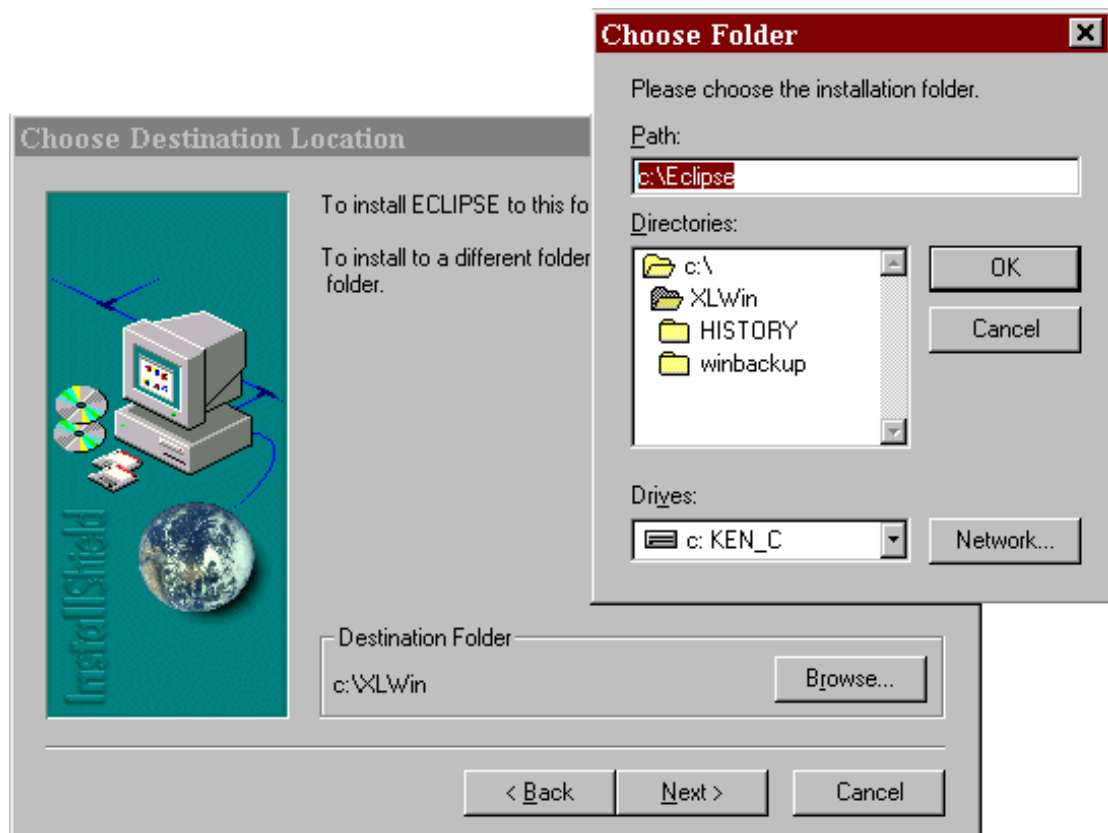 Choose Folder
Please choose the installation folder.
Path:
c:\Eclipse
Directories:
c:\
XLWin
HISTORY
winbackup
OK
Cancel
Drives:
c: KEN_C
Network...
Choose Destination Location
To install ECLIPSE to this fo
To install to a different folder
folder.
InstallShield
Destination Folder
c:\XLWin
Browse...
< Back
Next >
Cancel